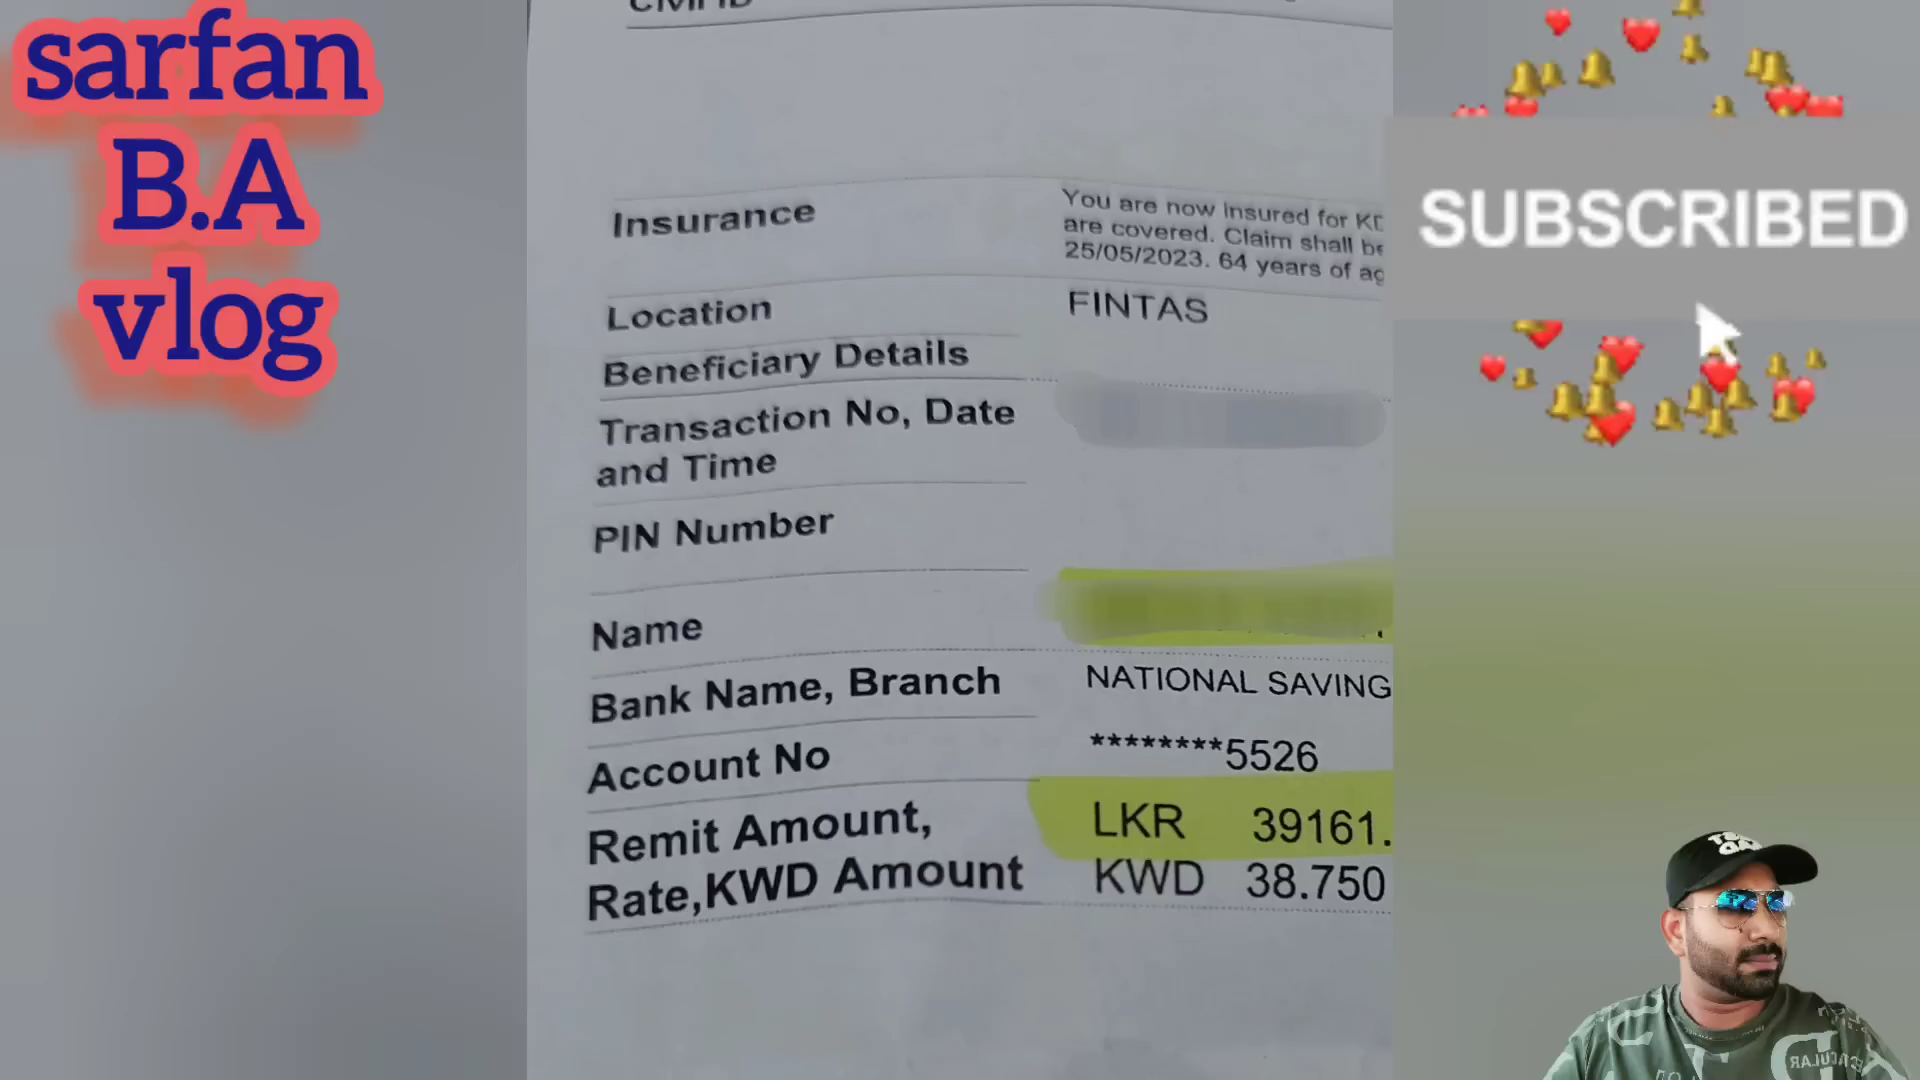 sarfan
B.A
vlog
Insurance
You are now insured for
are covered. Claim shall be
25/05/2023. 64 years of
Location
FINTAS
Beneficiary Details
Transaction No, Date
and Time
PIN Number
Name
Bank Name, Branch
NATIONAL SAVING
Account No
********5526
Remit Amount,
LKR 39161.
Rate,KWD Amount
KWD 38.750
SUBSCRIBED